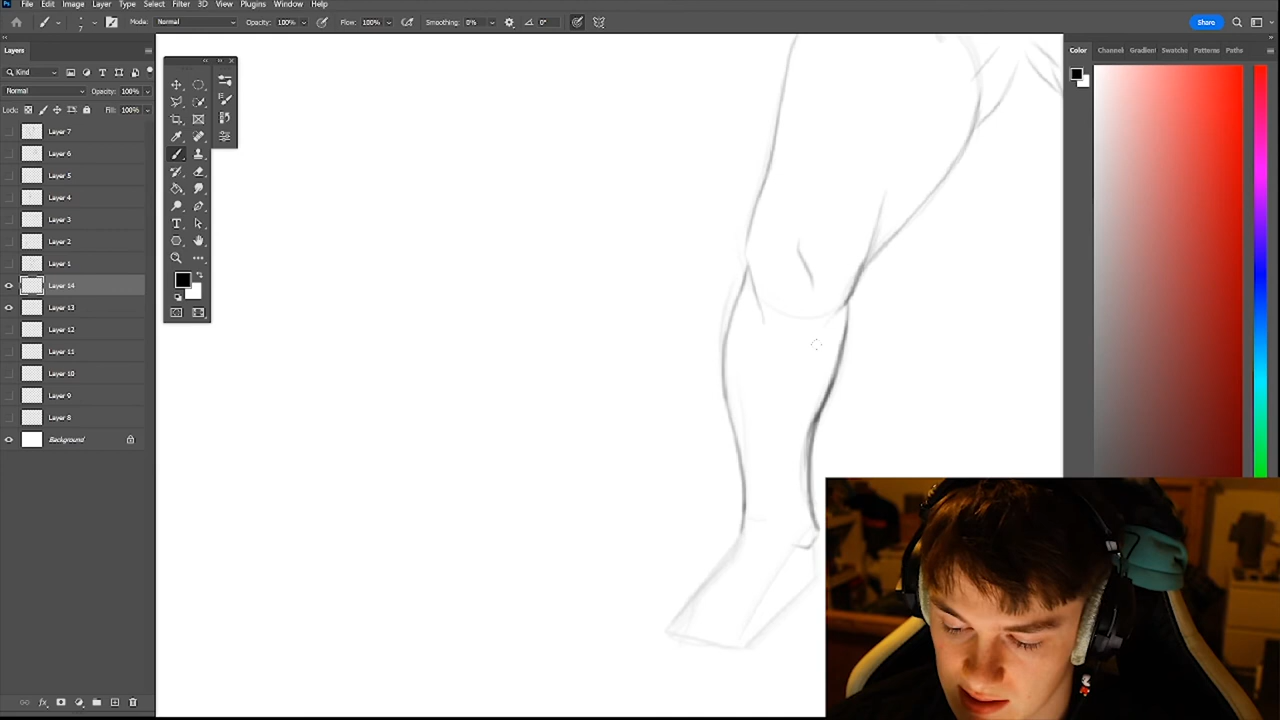 File Edit Image Layer Type Select Filter 3D View Plugins Window Help
7 Mode: Normal Opacity: 100% Flow: 100% Smoothing: 0% 0° Share
Layers
Kind
Normal Opacity: 100%
Lock: Fill: 100%
Layer 7
Layer 6
Layer 5
Layer 4
Layer 3
Layer 2
Layer 1
Layer 14
Layer 13
Layer 12
Layer 11
Layer 10
Layer 9
Layer 8
Background
Color Channel Gradient Swatche Patterns Paths